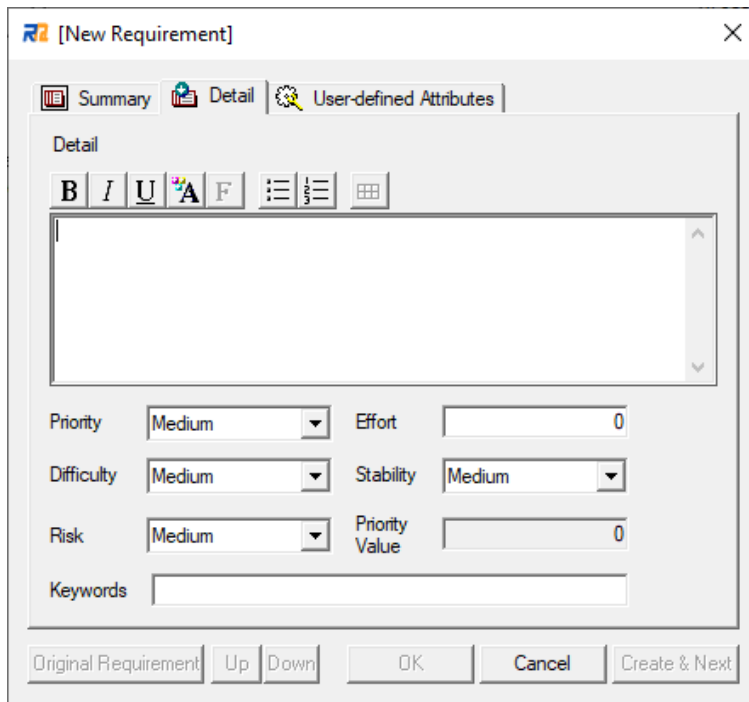 [New Requirement]
Summary Detail User-defined Attributes
Detail
B I U A F
Priority Medium Effort 0
Difficulty Medium Stability Medium
Risk Medium Priority Value 0
Keywords
Original Requirement Up Down OK Cancel Create & Next